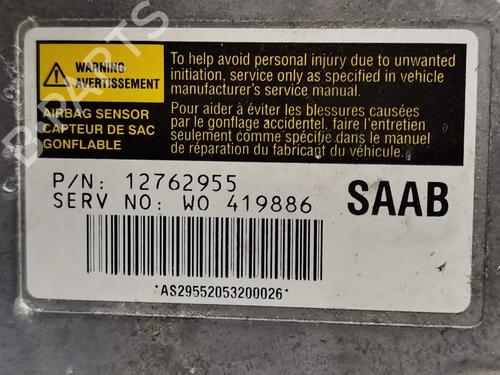 WARNING
AVERTISSEMENT
AIRBAG SENSOR
CAPTEUR DE SAC
GONFLABLE
To help avoid personal injury due to unwanted
initiation, service only as specified in vehicle
manufacturer's service manual.
Pour aider à éviter les blessures causées
par le gonflage accidentel, faire l'entretien
seulement comme spécifié dans le manuel
de réparation du fabricant du véhicule.
P/N: 12762955
SERV NO: WO 419886
SAAB
*AS29552053200026*
B-PARTS